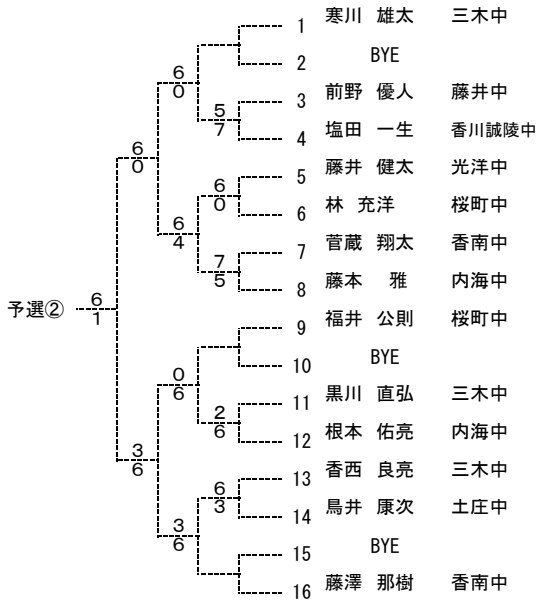 1 寒川 雄太 三木中
2 BYE
6
0
3 前野 優人 藤井中
5
7
4 塩田 一生 香川誠陵中
6
0
5 藤井 健太 光洋中
6
0
6 林 充洋 桜町中
6
4
7 菅蔵 翔太 香南中
7
5
8 藤本 雅 内海中
予選② 6
1
9 福井 公則 桜町中
10 BYE
0
6
11 黒川 直弘 三木中
2
6
12 根本 佑亮 内海中
3
6
13 香西 良亮 三木中
6
3
14 鳥井 康次 土庄中
3
6
15 BYE
16 藤澤 那樹 香南中